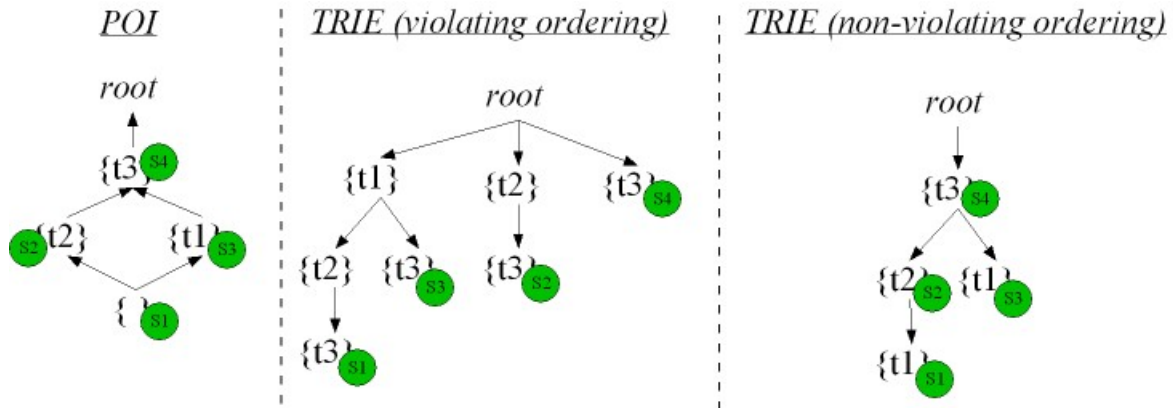 POI
TRIE (violating ordering)
TRIE (non-violating ordering)
root
{t3} S4
S2 {t2} {t1} S3
{ } S1
root
{t1} {t2} {t3} S4
{t2} {t3} S3 {t3} S2
{t3} S1
root
{t3} S4
{t2} S2 {t1} S3
{t1} S1